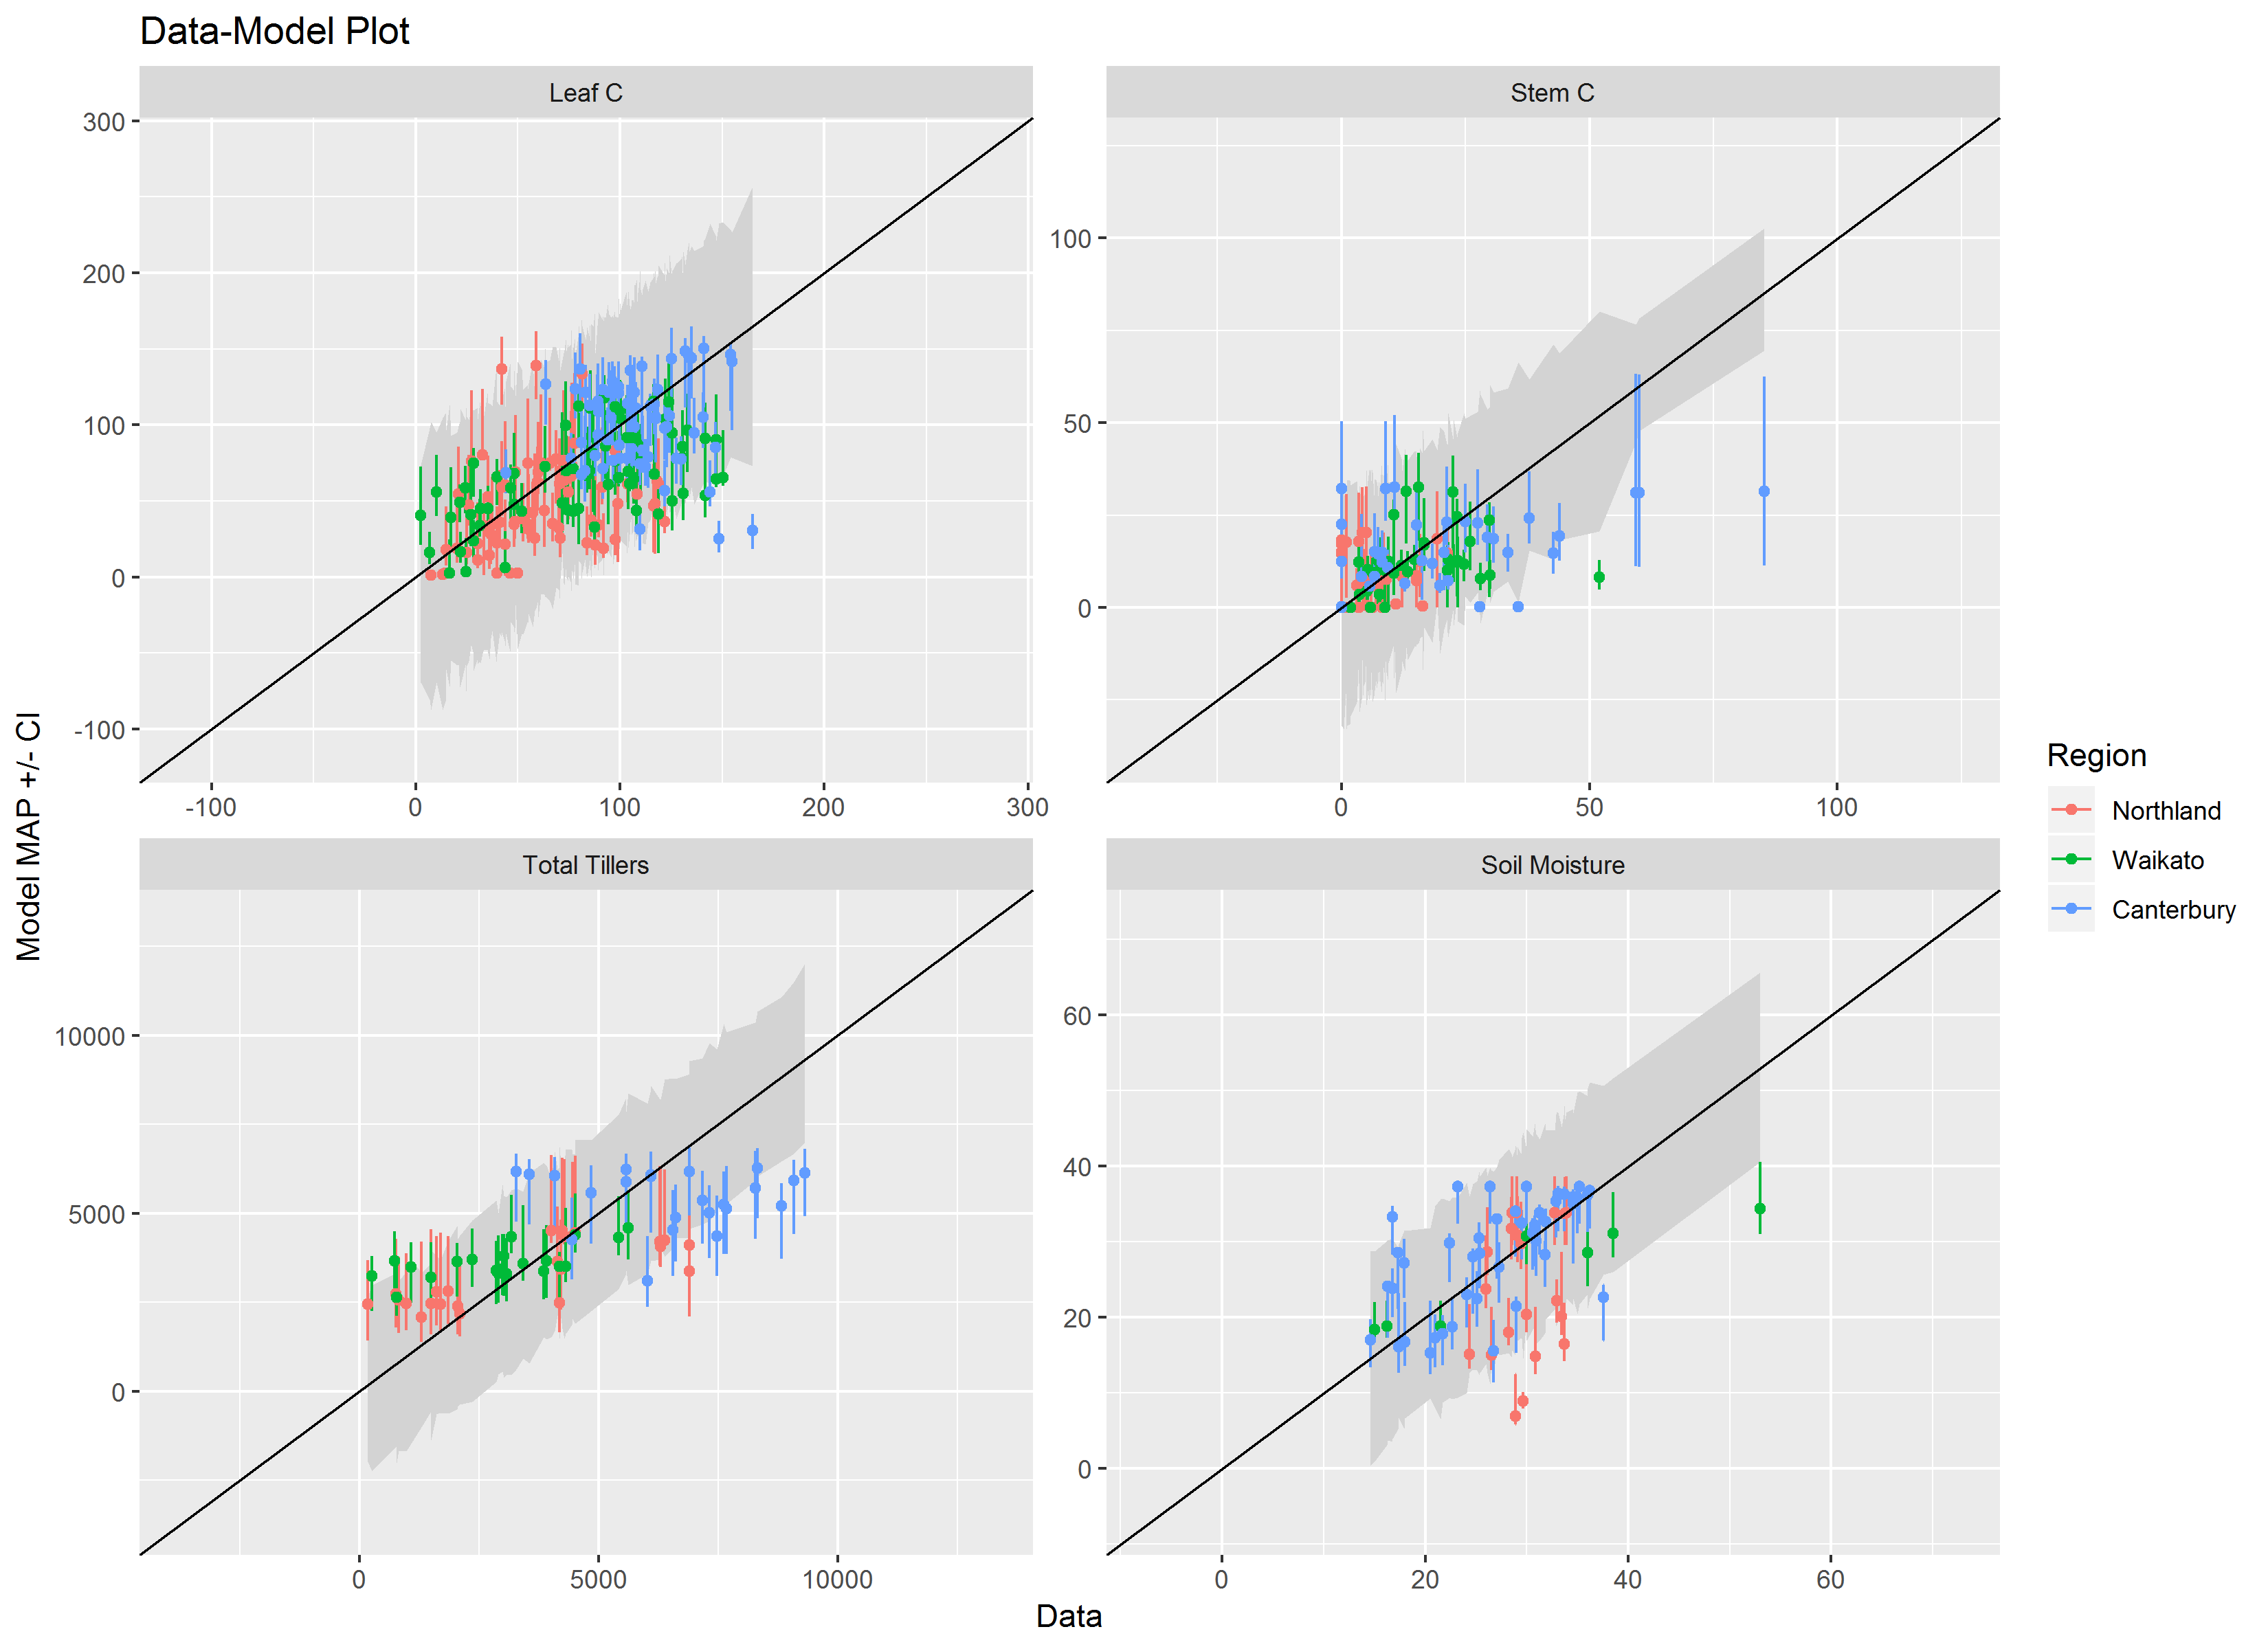 Data-Model Plot
Leaf C
Stem C
300
200
100
0
-100
100
50
0
-100
0
100
200
300
0
50
100
Model MAP +/- CI
Region
Northland
Waikato
Canterbury
Total Tillers
Soil Moisture
10000
5000
0
60
40
20
0
0
5000
10000
0
20
40
60
Data